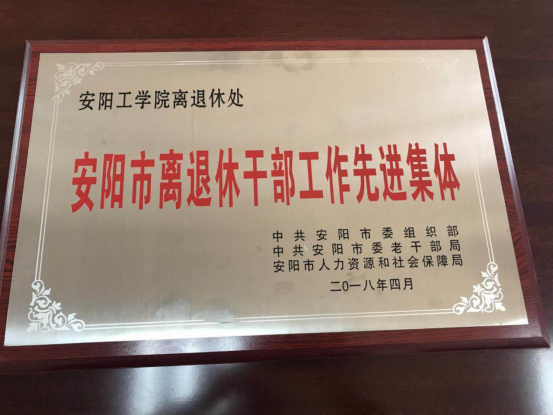 安阳工学院离退休处
安阳市离退休干部工作先进集体
中共安阳市委组织部
中共安阳市委老干部局
安阳市人力资源和社会保障局
二〇一八年四月